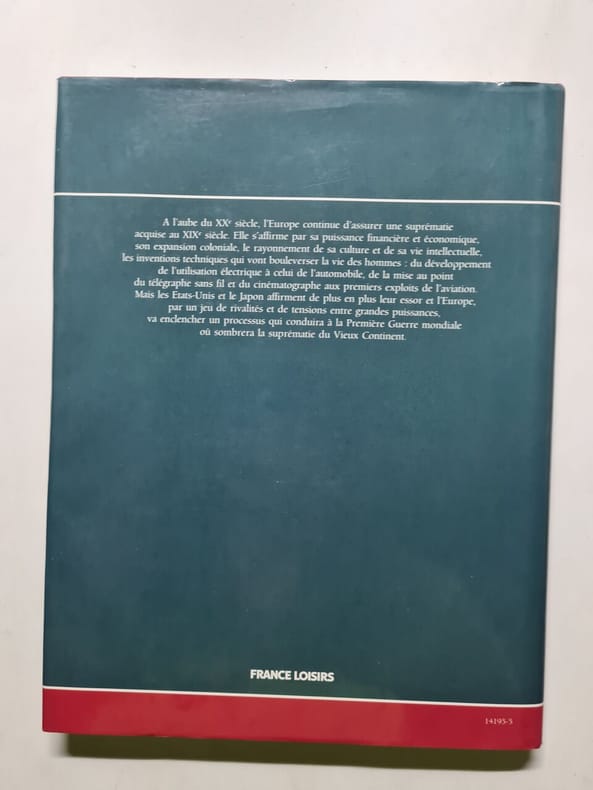 A l'aube du XXe siècle, l'Europe continue d'assurer une suprématie
acquise au XIXe siècle. Elle s'affirme par sa puissance financière et économique,
son expansion coloniale, le rayonnement de sa culture et de sa vie intellectuelle,
les inventions techniques qui vont bouleverser la vie des hommes : du développement
de l'utilisation électrique à celui de l'automobile, de la mise au point
du télégraphe sans fil et du cinématographe aux premiers exploits de l'aviation.
Mais les Etats-Unis et le Japon affirment de plus en plus leur essor et l'Europe,
par un jeu de rivalités et de tensions entre grandes puissances,
va enclencher un processus qui conduira à la Première Guerre mondiale
où sombrera la suprématie du Vieux Continent.
FRANCE LOISIRS
14195-5